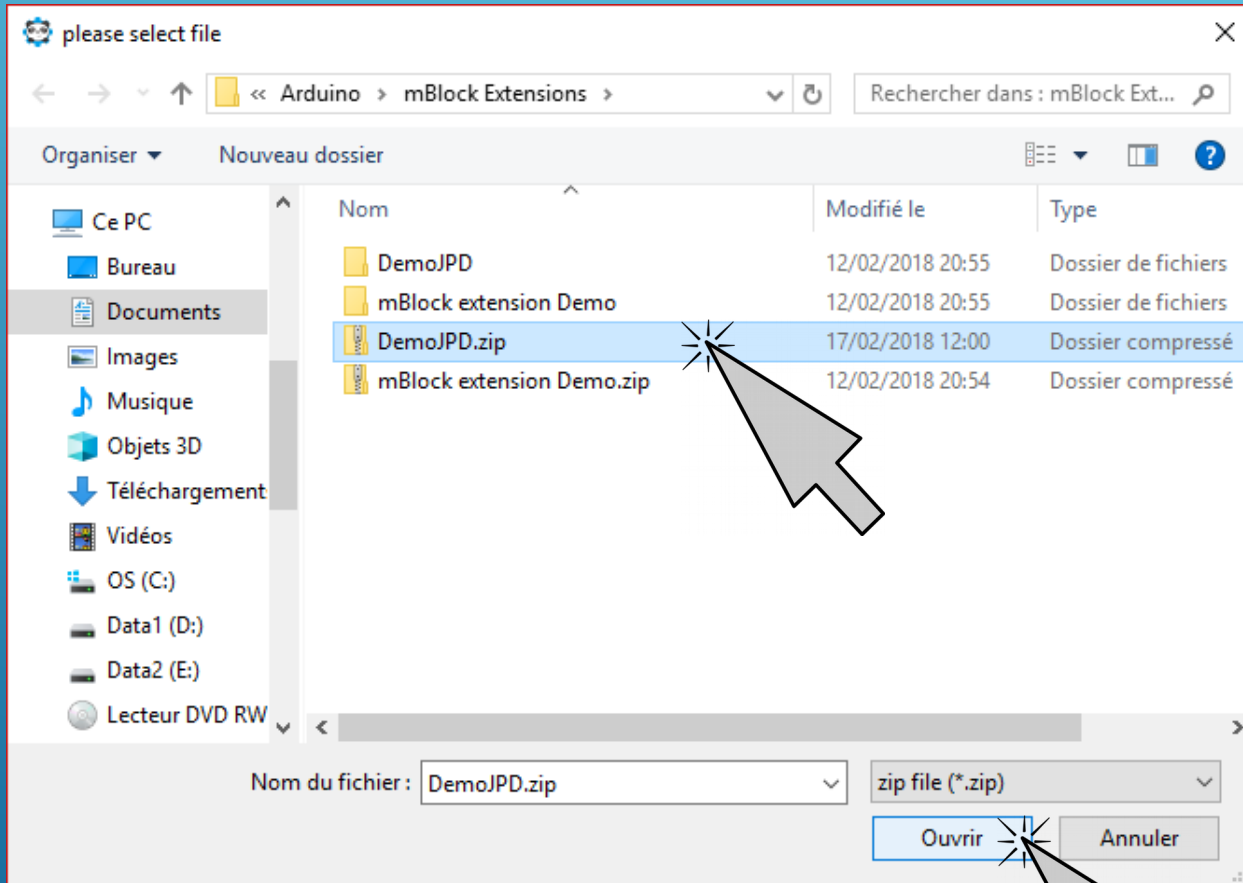 please select file
« Arduino > mBlock Extensions >
Rechercher dans : mBlock Ext...
Organiser
Nouveau dossier
?
Nom
Modifié le
Type
Ce PC
Bureau
Documents
Images
Musique
Objets 3D
Téléchargement
Vidéos
OS (C:)
Data1 (D:)
Data2 (E:)
Lecteur DVD RW
DemoJPD 12/02/2018 20:55 Dossier de fichiers
mBlock extension Demo 12/02/2018 20:55 Dossier de fichiers
DemoJPD.zip 17/02/2018 12:00 Dossier compressé
mBlock extension Demo.zip 12/02/2018 20:54 Dossier compressé
Nom du fichier : DemoJPD.zip
zip file (*.zip)
Ouvrir
Annuler